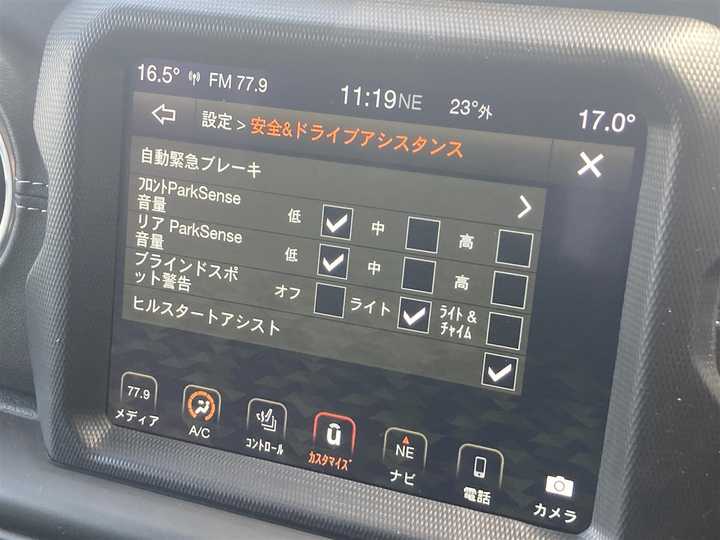 16.5° FM 77.9 11:19 NE 23°外 17.0°
設定 > 安全&ドライブアシスタンス
自動緊急ブレーキ
フロントParkSense
音量 低 中 高
リア ParkSense
音量 低 中 高
ブラインドスポ
ット警告 オフ ライト ライト &
チャイム
ヒルスタートアシスト
77.9 NE
メディア A/C コントロール カスタマイズ ナビ 電話 カメラ